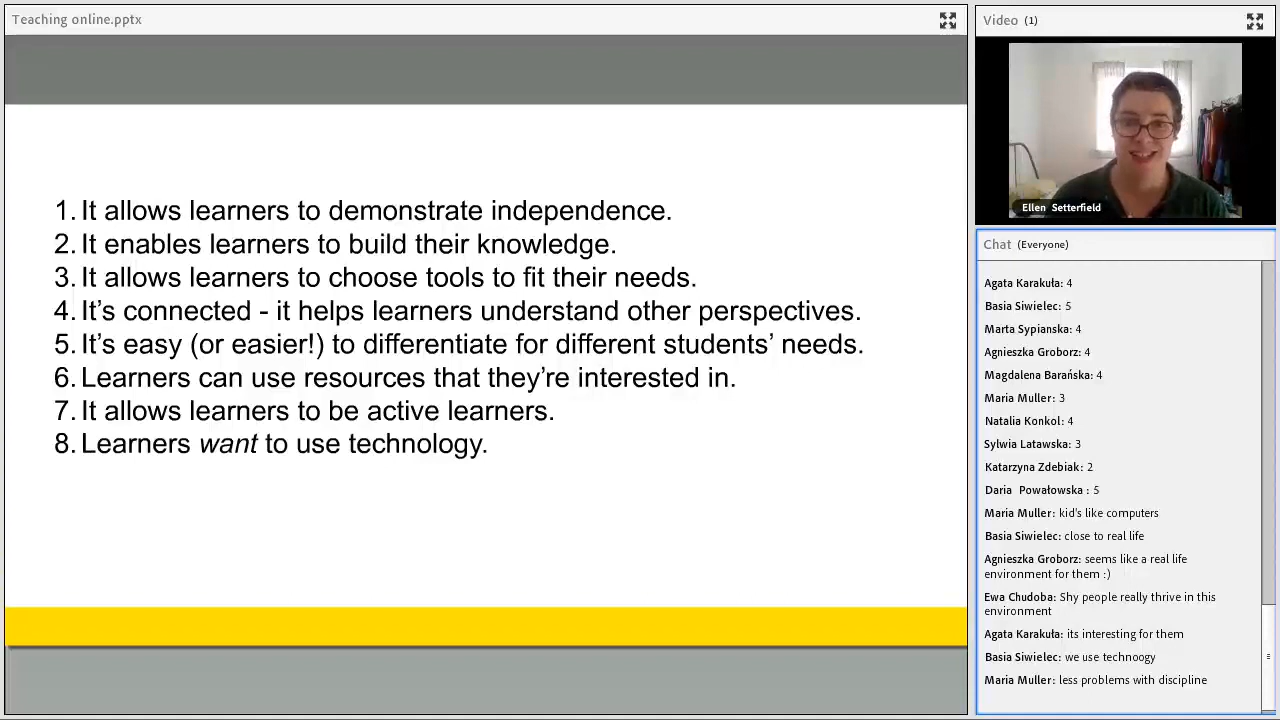 Teaching online.pptx
1. It allows learners to demonstrate independence.
2. It enables learners to build their knowledge.
3. It allows learners to choose tools to fit their needs.
4. It’s connected - it helps learners understand other perspectives.
5. It’s easy (or easier!) to differentiate for different students’ needs.
6. Learners can use resources that they’re interested in.
7. It allows learners to be active learners.
8. Learners want to use technology.
Video (1)
Ellen Setterfield
Chat (Everyone)
Agata Karakuła: 4
Basia Siwielec: 5
Marta Sypianska: 4
Agnieszka Groborz: 4
Magdalena Barańska: 4
Maria Muller: 3
Natalia Konkol: 4
Sylwia Latawska: 3
Katarzyna Zdebiak: 2
Daria Powałowska : 5
Maria Muller: kid's like computers
Basia Siwielec: close to real life
Agnieszka Groborz: seems like a real life
environment for them :)
Ewa Chudoba: Shy people really thrive in this
environment
Agata Karakuła: its interesting for them
Basia Siwielec: we use technoogy
Maria Muller: less problems with discipline